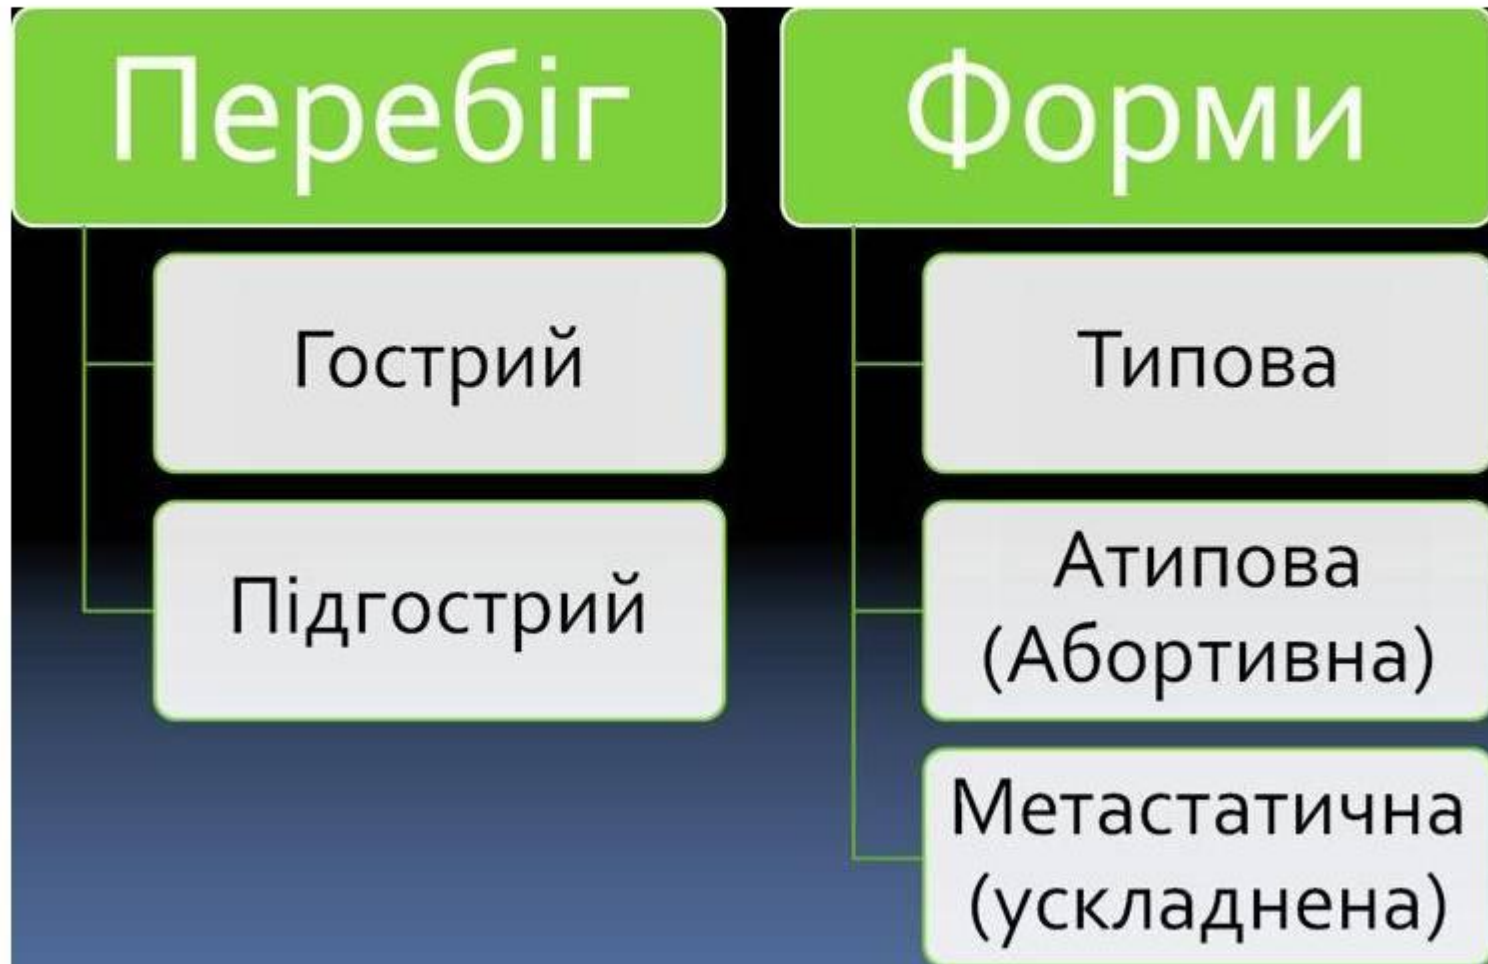 Перебіг
Гострий
Підгострий
Форми
Типова
Атипова
(Абортивна)
Метастатична
(ускладнена)